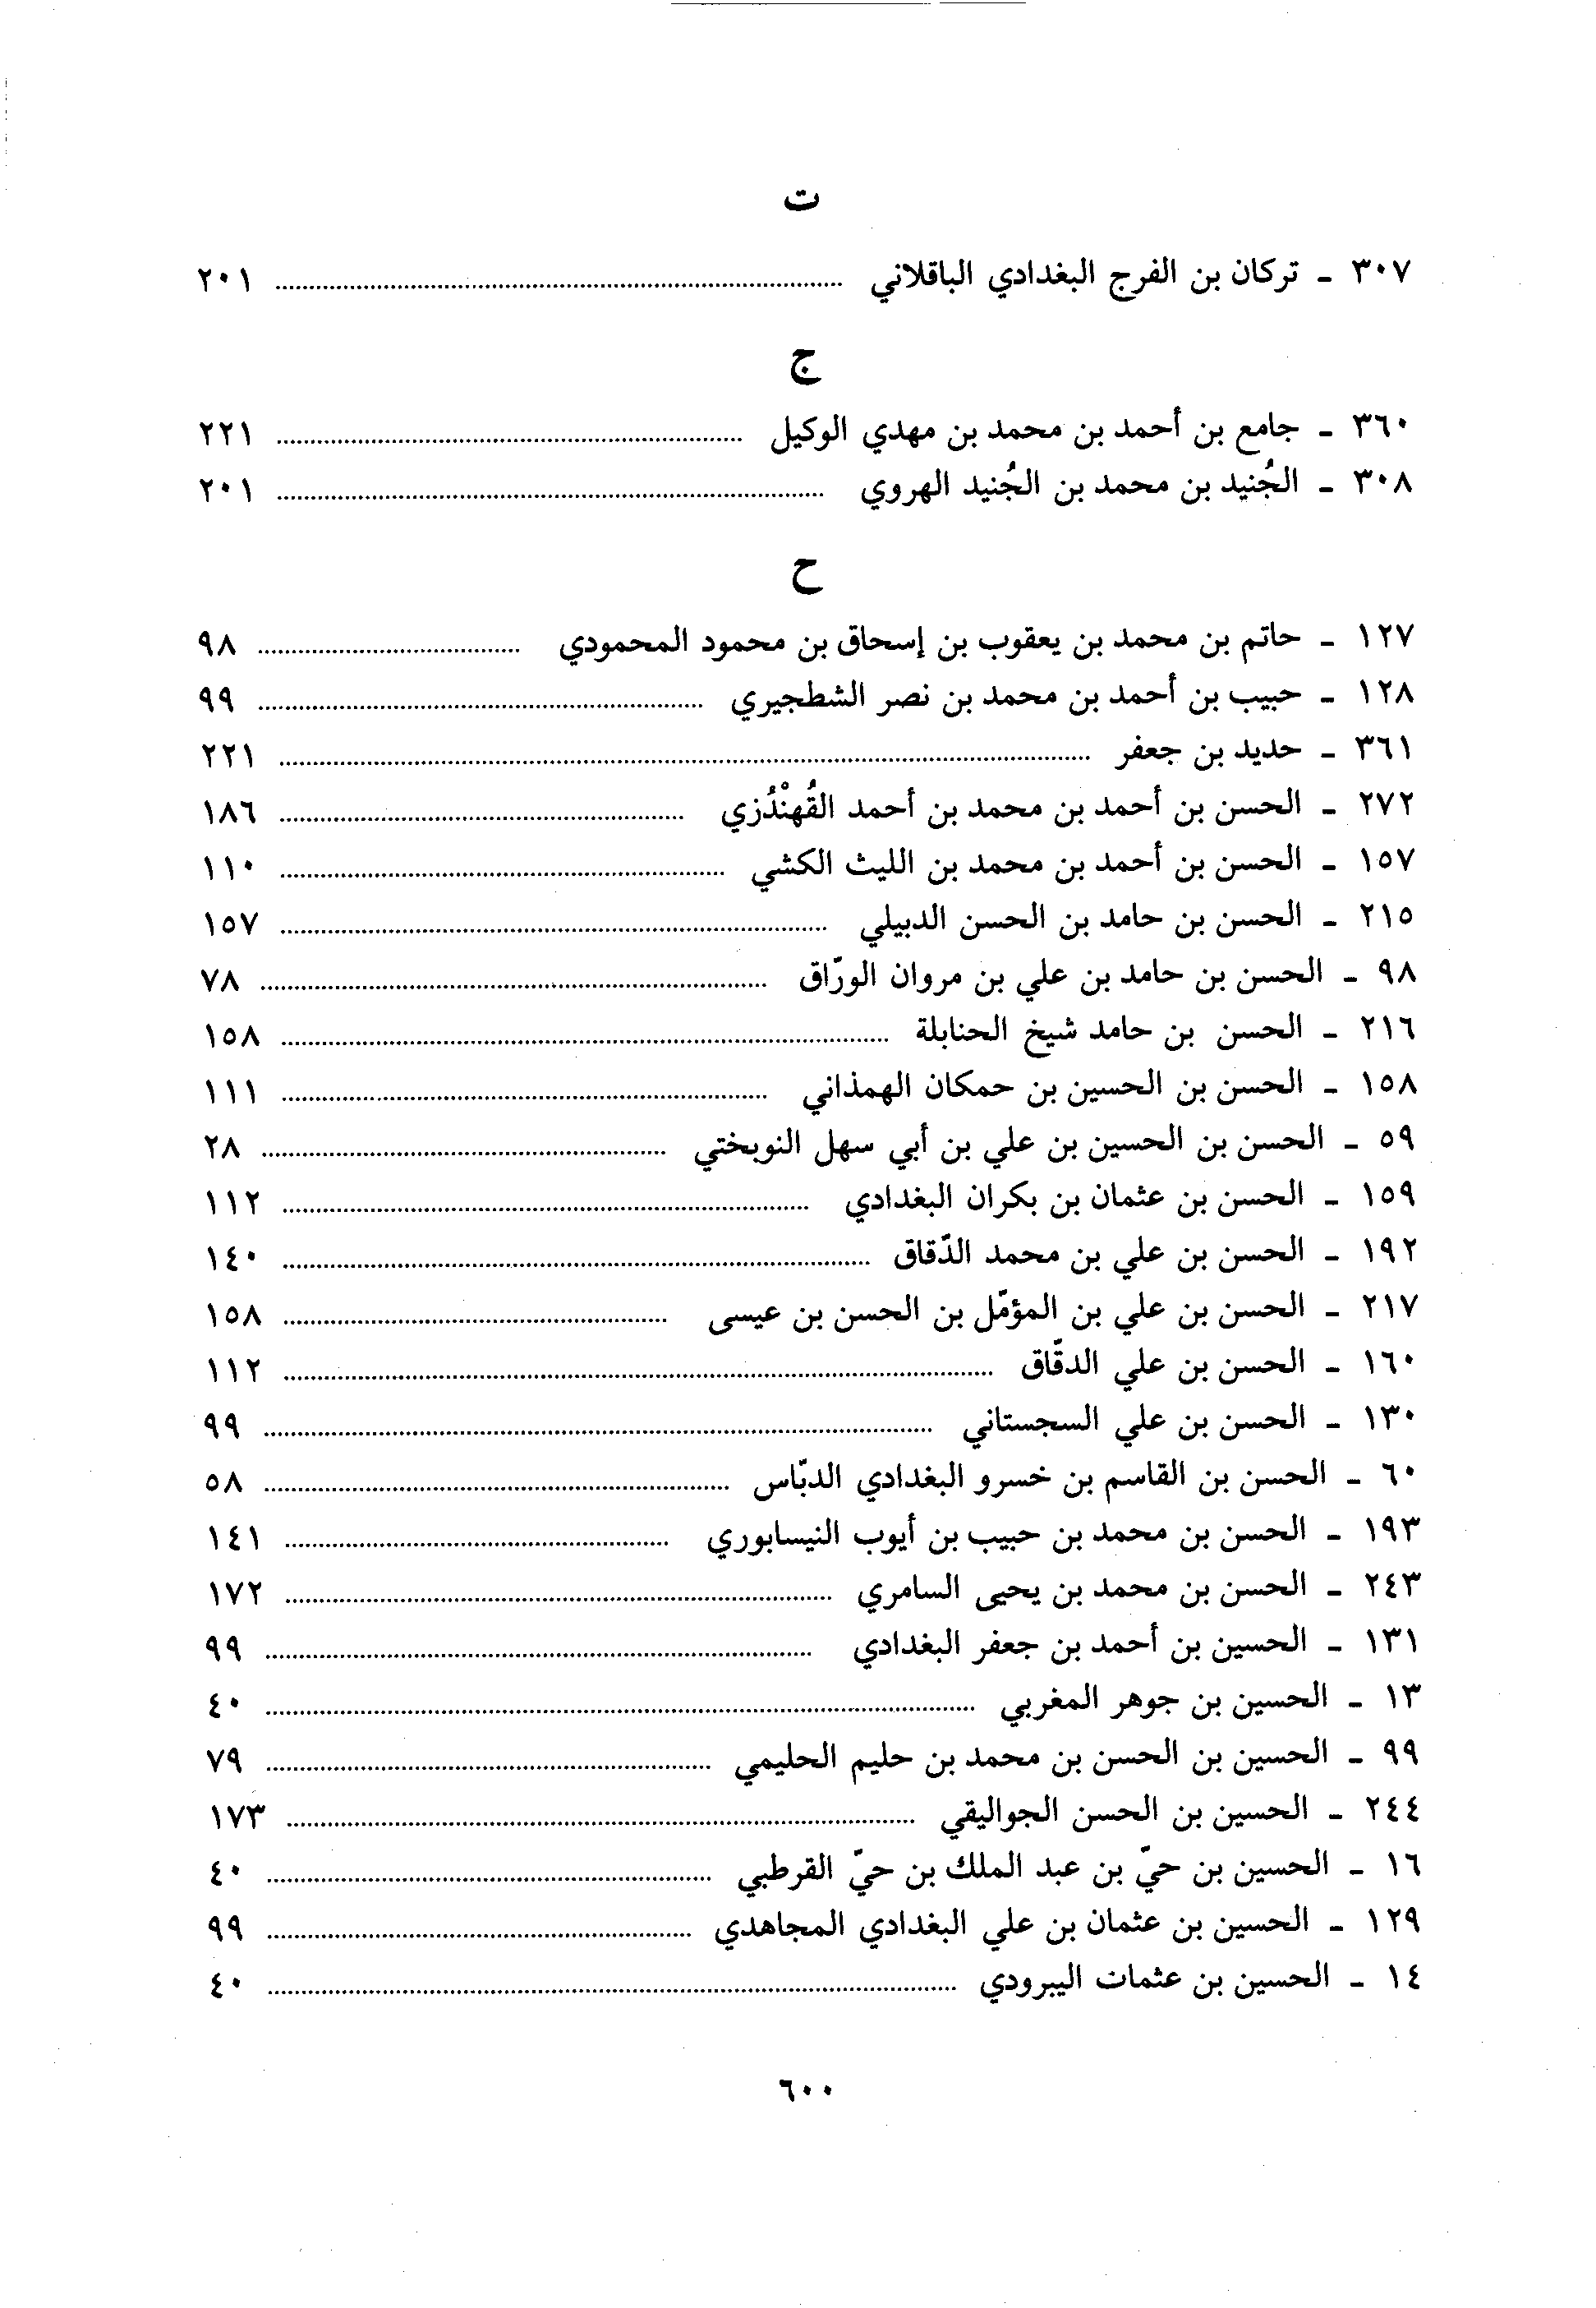 ت
٣٠٧ - تركان بن الفرج البغدادي الباقلاني ........ ٢٠١
ج
٣٦٠ - جامع بن أحمد بن محمد بن مهدي الوكيل ........ ٢٢١
٣٠٨ - الجُنيد بن محمد بن الجُنيد الهروي ........ ٢٠١
ح
١٢٧ - حاتم بن محمد بن يعقوب بن إسحاق بن محمود المحمودي ........ ٩٨
١٢٨ - حبيب بن أحمد بن محمد بن نصر الشطجيري ........ ٩٩
٣٦١ - حديد بن جعفر ........ ٢٢١
٢٧٢ - الحسن بن أحمد بن محمد بن أحمد القُهنْدُزي ........ ١٨٦
١٥٧ - الحسن بن أحمد بن محمد بن الليث الكشي ........ ١١٠
٢١٥ - الحسن بن حامد بن الحسن الدبيلي ........ ١٥٧
٩٨ - الحسن بن حامد بن علي بن مروان الورّاق ........ ٧٨
٢١٦ - الحسن بن حامد شيخ الحنابلة ........ ١٥٨
١٥٨ - الحسن بن الحسين بن حمكان الهمذاني ........ ١١١
٥٩ - الحسن بن الحسين بن علي بن أبي سهل النوبختي ........ ٢٨
١٥٩ - الحسن بن عثمان بن بكران البغدادي ........ ١١٢
١٩٢ - الحسن بن علي بن محمد الدّقاق ........ ١٤٠
٢١٧ - الحسن بن علي بن المؤمّل بن الحسن بن عيسى ........ ١٥٨
١٦٠ - الحسن بن علي الدقّاق ........ ١١٢
١٣٠ - الحسن بن علي السجستاني ........ ٩٩
٦٠ - الحسن بن القاسم بن خسرو البغدادي الدبّاس ........ ٥٨
١٩٣ - الحسن بن محمد بن حبيب بن أيوب النيسابوري ........ ١٤١
٢٤٣ - الحسن بن محمد بن يحيى السامري ........ ١٧٢
١٣١ - الحسين بن أحمد بن جعفر البغدادي ........ ٩٩
١٣ - الحسين بن جوهر المغربي ........ ٤٠
٩٩ - الحسين بن الحسن بن محمد بن حليم الحليمي ........ ٧٩
٢٤٤ - الحسين بن الحسن الجواليقي ........ ١٧٣
١٦ - الحسين بن حيّ بن عبد الملك بن حيّ القرطبي ........ ٤٠
١٢٩ - الحسين بن عثمان بن علي البغدادي المجاهدي ........ ٩٩
١٤ - الحسين بن عثمات اليبرودي ........ ٤٠
٦٠٠